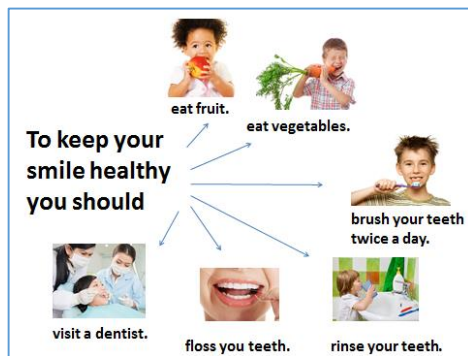 eat fruit.
eat vegetables.
To keep your
smile healthy
you should
brush your teeth
twice a day.
visit a dentist.
floss you teeth.
rinse your teeth.